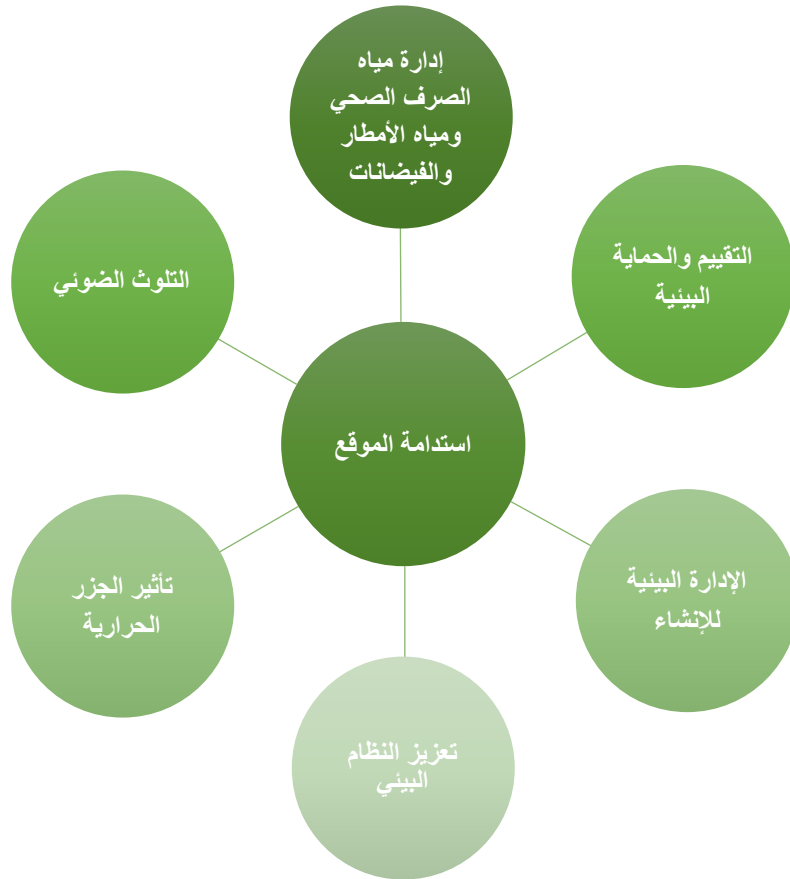 إدارة مياه
الصرف الصحي
ومياه الأمطار
والفيضانات
التقييم والحماية
البيئية
الإدارة البيئية
للإنشاء
تعزيز النظام
البيئي
تأثير الجزر
الحرارية
التلوث الضوئي
استدامة الموقع